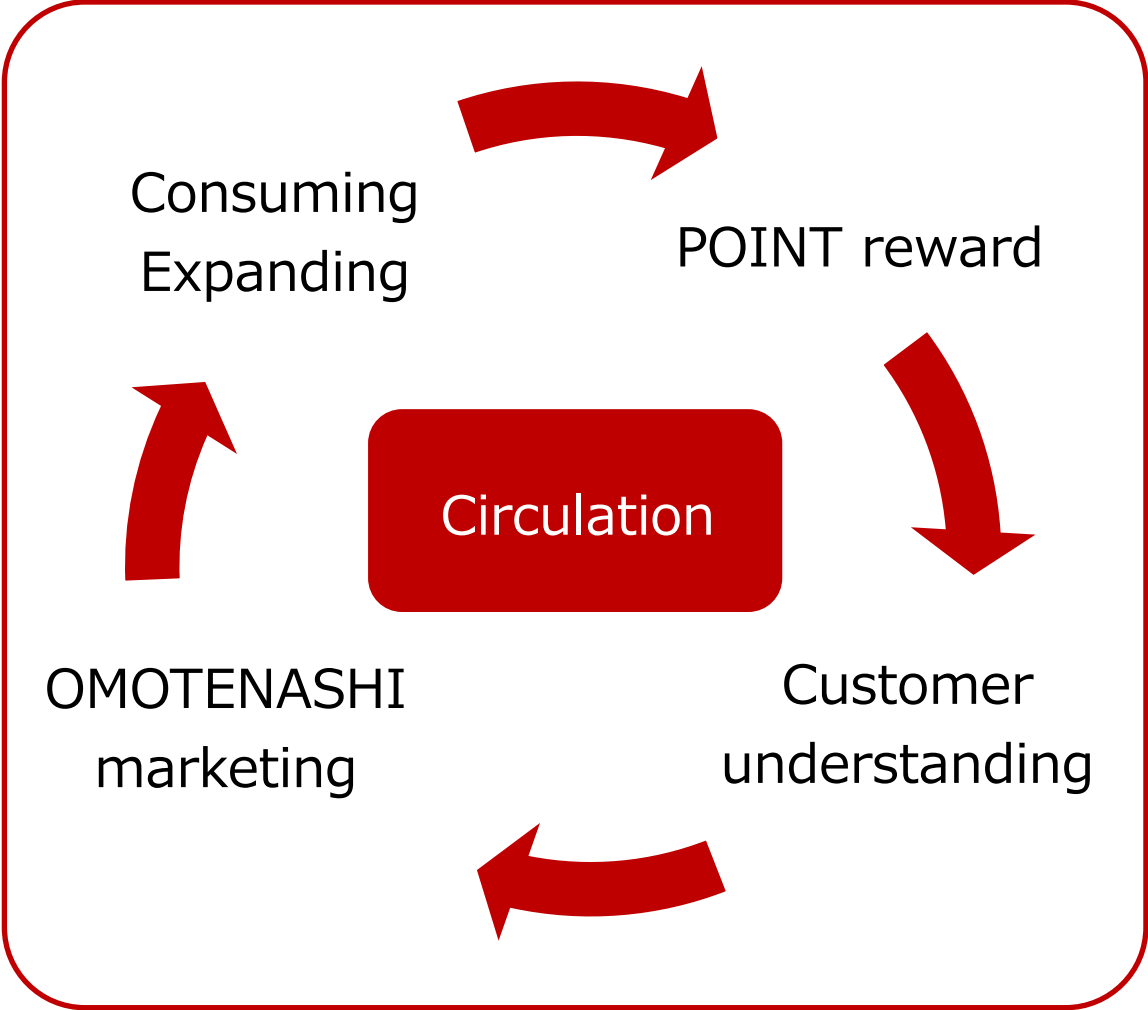 Consuming
Expanding
POINT reward
Circulation
OMOTENASHI
marketing
Customer
understanding